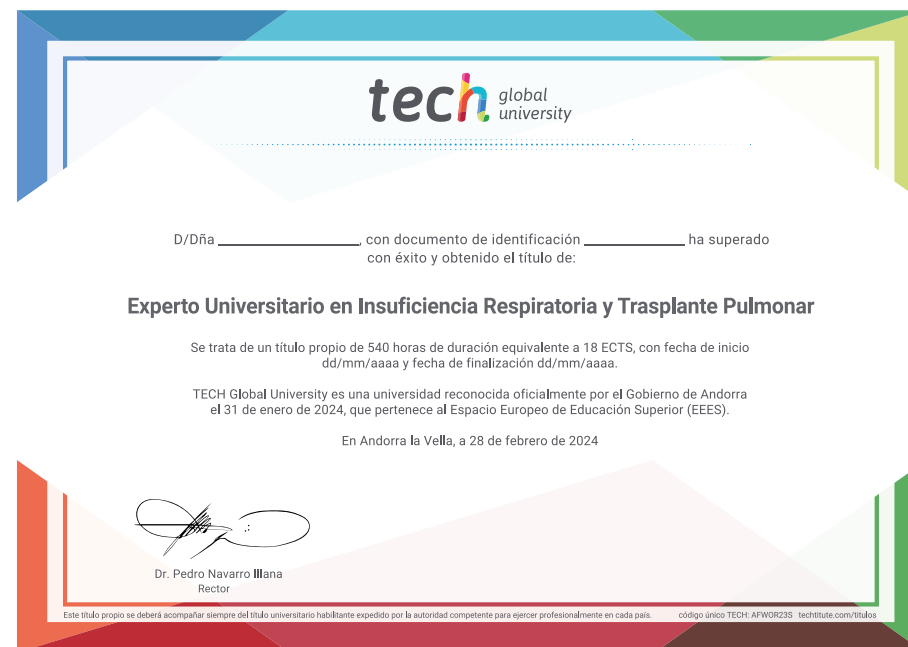 tech global university
D/Dña ____________________, con documento de identificación ______________ ha superado
con éxito y obtenido el título de:
Experto Universitario en Insuficiencia Respiratoria y Trasplante Pulmonar
Se trata de un título propio de 540 horas de duración equivalente a 18 ECTS, con fecha de inicio
dd/mm/aaaa y fecha de finalización dd/mm/aaaa.
TECH Global University es una universidad reconocida oficialmente por el Gobierno de Andorra
el 31 de enero de 2024, que pertenece al Espacio Europeo de Educación Superior (EEES).
En Andorra la Vella, a 28 de febrero de 2024
Dr. Pedro Navarro Illana
Rector
Este título propio se deberá acompañar siempre del título universitario habilitante expedido por la autoridad competente para ejercer profesionalmente en cada país. código único TECH: AFWOR23S techtitute.com/titulos